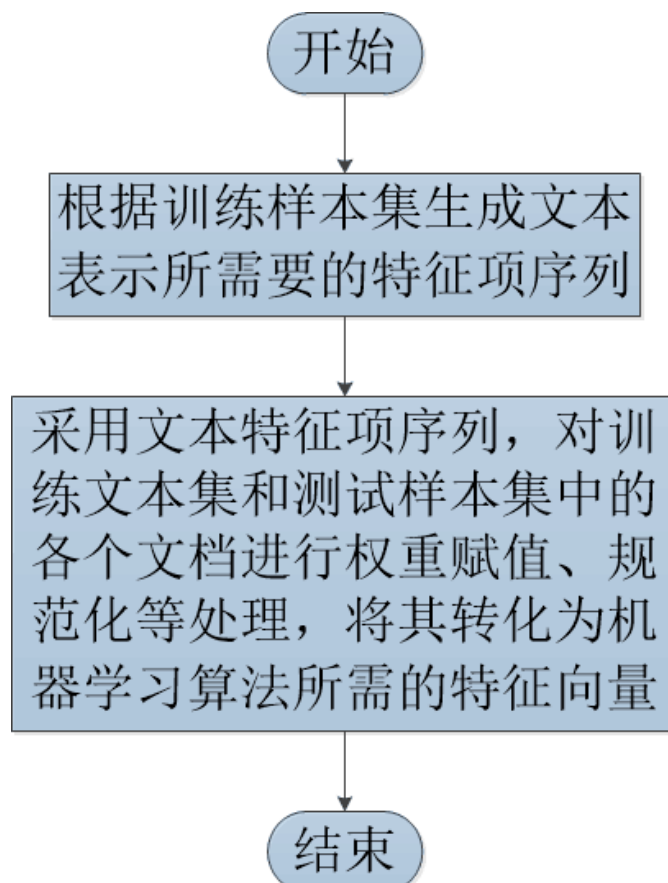 开始
根据训练样本集生成文本
表示所需要的特征项序列
采用文本特征项序列，对训
练文本集和测试样本集中的
各个文档进行权重赋值、规
范化等处理，将其转化为机
器学习算法所需的特征向量
结束